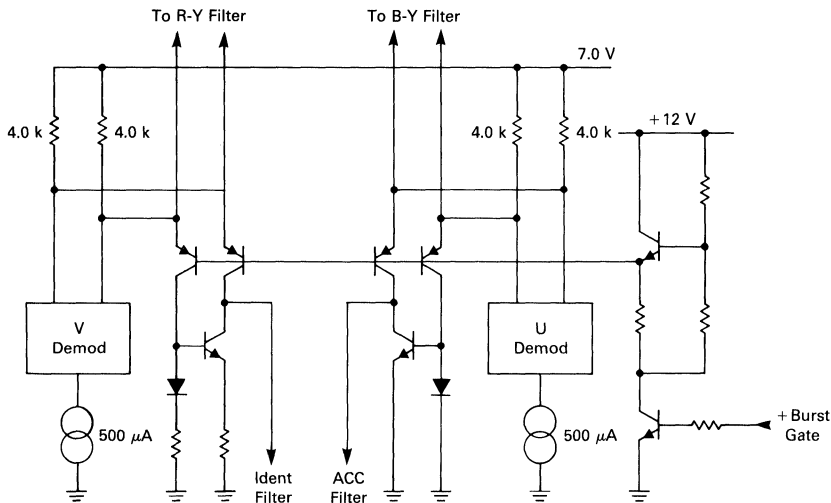 To R-Y Filter
To B-Y Filter
7.0 V
4.0 k
4.0 k
4.0 k
4.0 k
+12 V
V
Demod
U
Demod
500 μA
500 μA
+ Burst
Gate
Ident
Filter
ACC
Filter